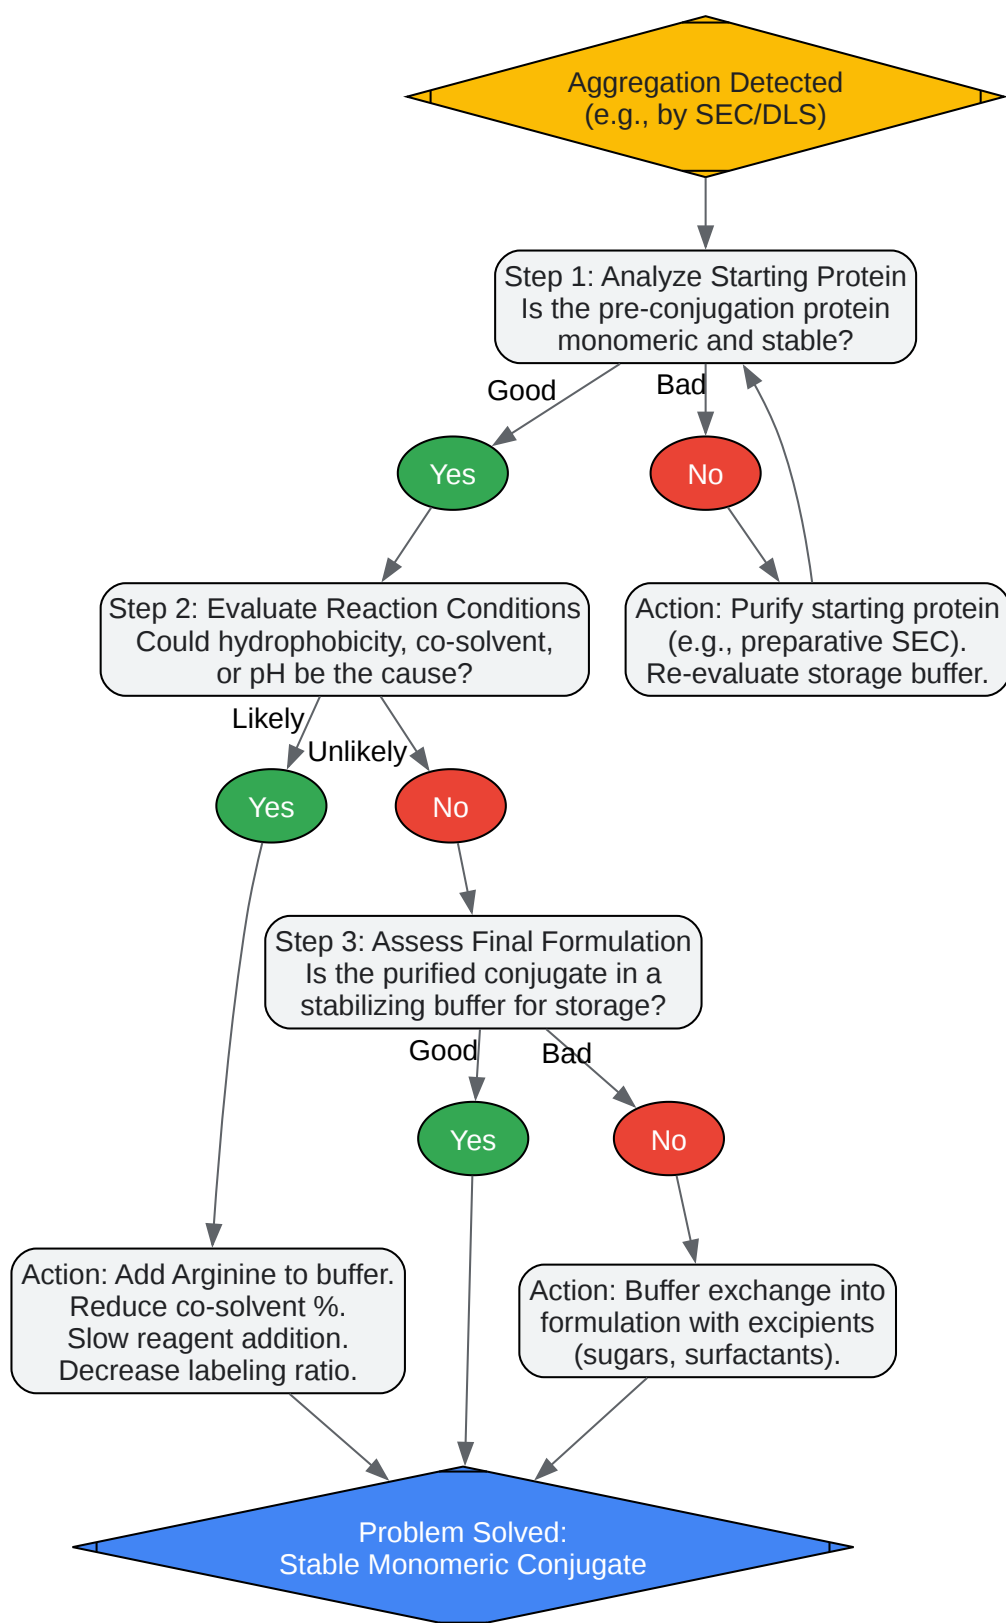 Aggregation Detected
(e.g., by SEC/DLS)
Step 1: Analyze Starting Protein
Is the pre-conjugation protein
monomeric and stable?
Good
Bad
Yes
No
Step 2: Evaluate Reaction Conditions
Could hydrophobicity, co-solvent,
or pH be the cause?
Action: Purify starting protein
(e.g., preparative SEC).
Re-evaluate storage buffer.
Likely
Unlikely
Yes
No
Step 3: Assess Final Formulation
Is the purified conjugate in a
stabilizing buffer for storage?
Good
Bad
Yes
No
Action: Add Arginine to buffer.
Reduce co-solvent %.
Slow reagent addition.
Decrease labeling ratio.
Action: Buffer exchange into
formulation with excipients
(sugars, surfactants).
Problem Solved:
Stable Monomeric Conjugate